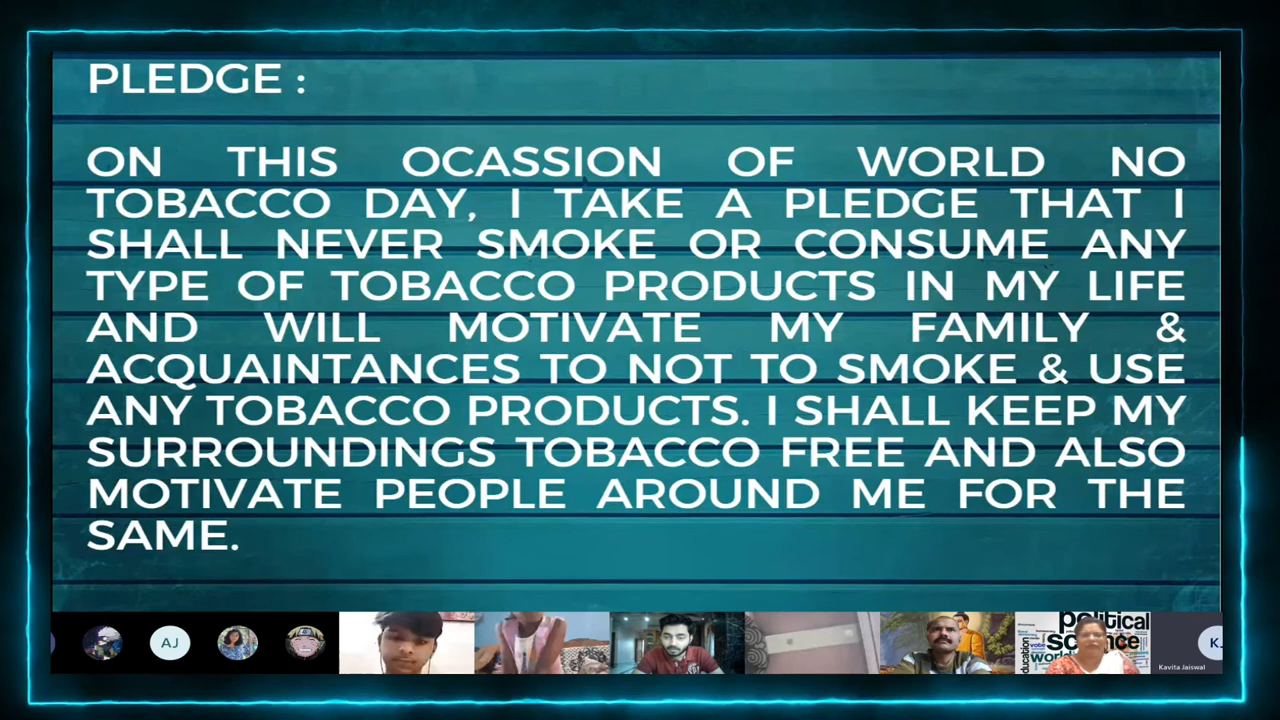 PLEDGE :
ON THIS OCASSION OF WORLD NO
TOBACCO DAY, I TAKE A PLEDGE THAT I
SHALL NEVER SMOKE OR CONSUME ANY
TYPE OF TOBACCO PRODUCTS IN MY LIFE
AND WILL MOTIVATE MY FAMILY &
ACQUAINTANCES TO NOT TO SMOKE & USE
ANY TOBACCO PRODUCTS. I SHALL KEEP MY
SURROUNDINGS TOBACCO FREE AND ALSO
MOTIVATE PEOPLE AROUND ME FOR THE
SAME.
AJ
political
science
world
Kavita Jaiswal